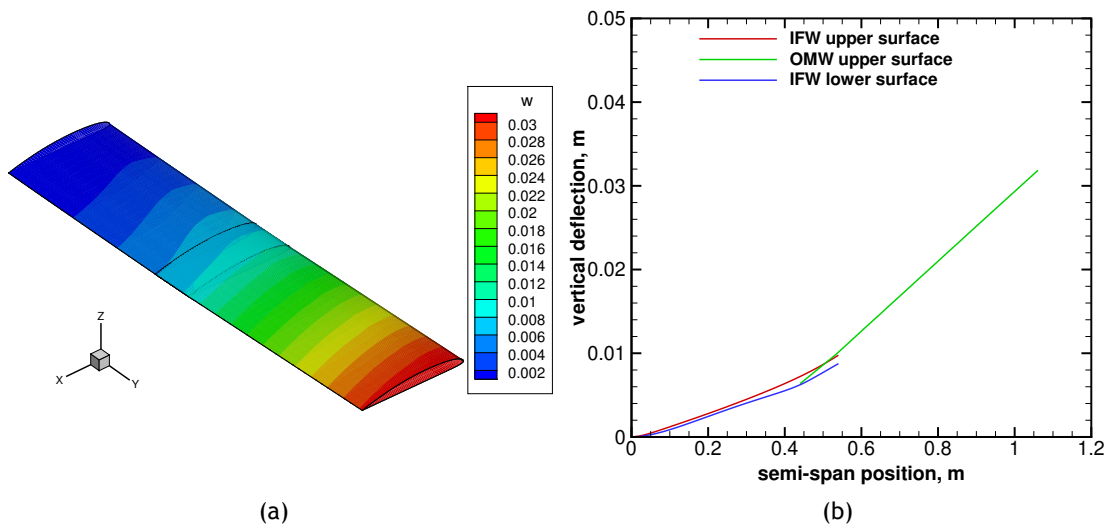 w
0.03
0.028
0.026
0.024
0.022
0.02
0.018
0.016
0.014
0.012
0.01
0.008
0.006
0.004
0.002
Z
X
Y
(a)
vertical deflection, m
0.05
0.04
0.03
0.02
0.01
0
IFW upper surface
OMW upper surface
IFW lower surface
0 0.2 0.4 0.6 0.8 1 1.2
semi-span position, m
(b)